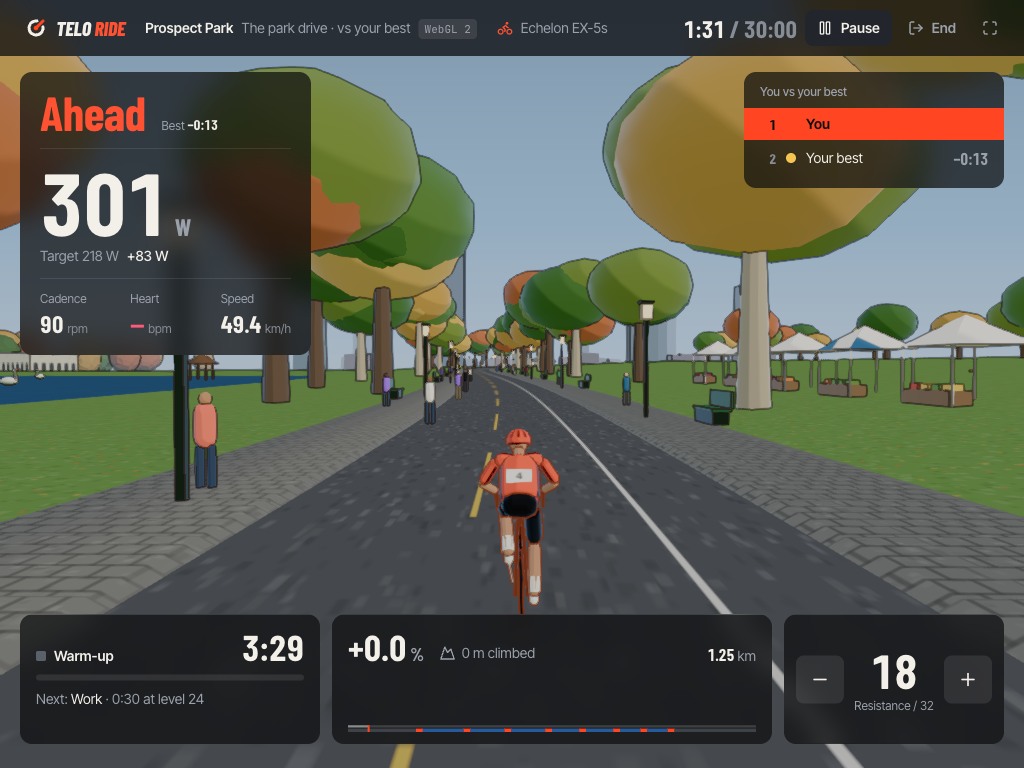 TELO RIDE Prospect Park The park drive · vs your best WebGL 2 Echelon EX-5s 1:31 / 30:00 Pause End
Ahead Best −0:13
301 W
Target 218 W +83 W
Cadence Heart Speed
90 rpm – bpm 49.4 km/h
You vs your best
1 You
2 Your best −0:13
4
Warm-up 3:29
Next: Work · 0:30 at level 24
+0.0 % 0 m climbed 1.25 km
− 18 +
Resistance / 32